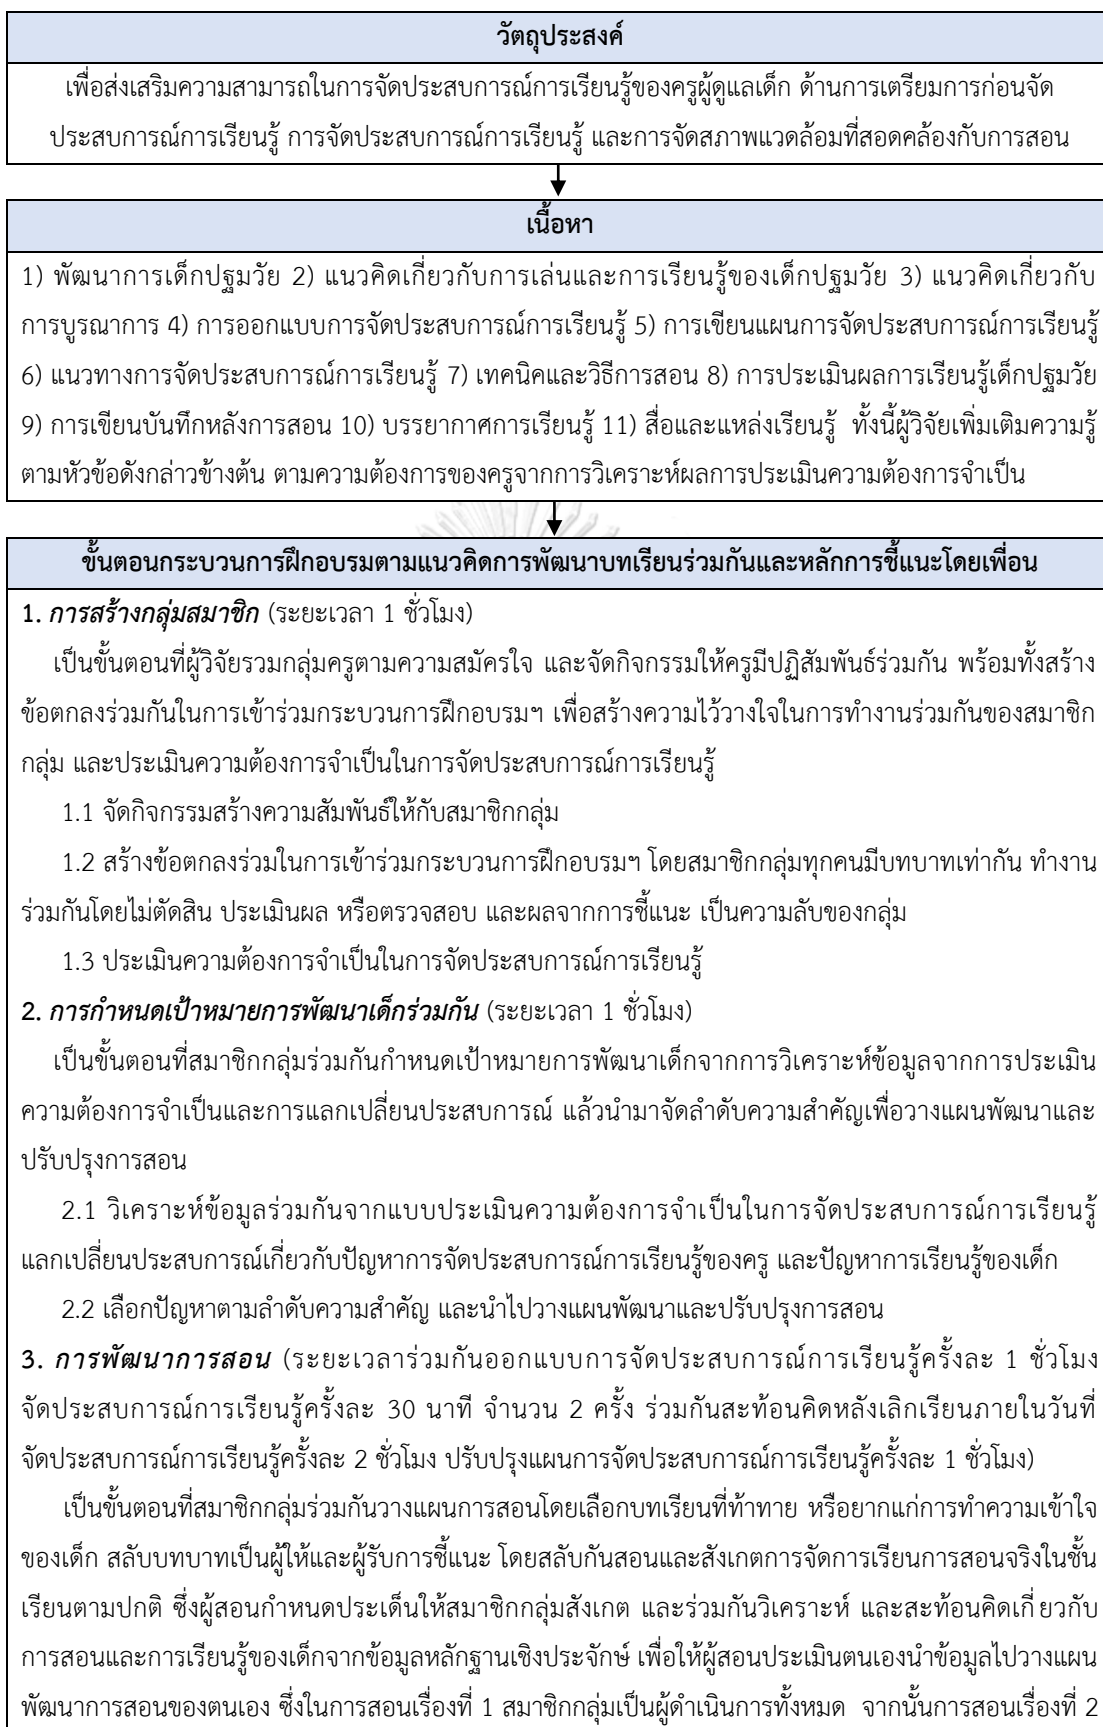 วัตถุประสงค์
เพื่อส่งเสริมความสามารถในการจัดประสบการณ์การเรียนรู้ของครูผู้ดูแลเด็ก ด้านการเตรียมการก่อนจัด
ประสบการณ์การเรียนรู้ การจัดประสบการณ์การเรียนรู้ และการจัดสภาพแวดล้อมที่สอดคล้องกับการสอน
เนื้อหา
1) พัฒนาการเด็กปฐมวัย 2) แนวคิดเกี่ยวกับการเล่นและการเรียนรู้ของเด็กปฐมวัย 3) แนวคิดเกี่ยวกับ
การบูรณาการ 4) การออกแบบการจัดประสบการณ์การเรียนรู้ 5) การเขียนแผนการจัดประสบการณ์การเรียนรู้
6) แนวทางการจัดประสบการณ์การเรียนรู้ 7) เทคนิคและวิธีการสอน 8) การประเมินผลการเรียนรู้เด็กปฐมวัย
9) การเขียนบันทึกหลังการสอน 10) บรรยากาศการเรียนรู้ 11) สื่อและแหล่งเรียนรู้ ทั้งนี้ผู้วิจัยเพิ่มเติมความรู้
ตามหัวข้อดังกล่าวข้างต้น ตามความต้องการของครูจากการวิเคราะห์ผลการประเมินความต้องการจำเป็น
ขั้นตอนกระบวนการฝึกอบรมตามแนวคิดการพัฒนาบทเรียนร่วมกันและหลักการชี้แนะโดยเพื่อน
1. การสร้างกลุ่มสมาชิก (ระยะเวลา 1 ชั่วโมง)
เป็นขั้นตอนที่ผู้วิจัยรวมกลุ่มครูตามความสมัครใจ และจัดกิจกรรมให้ครูมีปฏิสัมพันธ์ร่วมกัน พร้อมทั้งสร้าง
ข้อตกลงร่วมกันในการเข้าร่วมกระบวนการฝึกอบรมฯ เพื่อสร้างความไว้วางใจในการทำงานร่วมกันของสมาชิก
กลุ่ม และประเมินความต้องการจำเป็นในการจัดประสบการณ์การเรียนรู้
1.1 จัดกิจกรรมสร้างความสัมพันธ์ให้กับสมาชิกกลุ่ม
1.2 สร้างข้อตกลงร่วมในการเข้าร่วมกระบวนการฝึกอบรมฯ โดยสมาชิกกลุ่มทุกคนมีบทบาทเท่ากัน ทำงาน
ร่วมกันโดยไม่ตัดสิน ประเมินผล หรือตรวจสอบ และผลจากการชี้แนะ เป็นความลับของกลุ่ม
1.3 ประเมินความต้องการจำเป็นในการจัดประสบการณ์การเรียนรู้
2. การกำหนดเป้าหมายการพัฒนาเด็กร่วมกัน (ระยะเวลา 1 ชั่วโมง)
เป็นขั้นตอนที่สมาชิกกลุ่มร่วมกันกำหนดเป้าหมายการพัฒนาเด็กจากการวิเคราะห์ข้อมูลจากการประเมิน
ความต้องการจำเป็นและการแลกเปลี่ยนประสบการณ์ แล้วนำมาจัดลำดับความสำคัญเพื่อวางแผนพัฒนาและ
ปรับปรุงการสอน
2.1 วิเคราะห์ข้อมูลร่วมกันจากแบบประเมินความต้องการจำเป็นในการจัดประสบการณ์การเรียนรู้
แลกเปลี่ยนประสบการณ์เกี่ยวกับปัญหาการจัดประสบการณ์การเรียนรู้ของครู และปัญหาการเรียนรู้ของเด็ก
2.2 เลือกปัญหาตามลำดับความสำคัญ และนำไปวางแผนพัฒนาและปรับปรุงการสอน
3. การพัฒนาการสอน (ระยะเวลาร่วมกันออกแบบการจัดประสบการณ์การเรียนรู้ครั้งละ 1 ชั่วโมง
จัดประสบการณ์การเรียนรู้ครั้งละ 30 นาที จำนวน 2 ครั้ง ร่วมกันสะท้อนคิดหลังเลิกเรียนภายในวันที่
จัดประสบการณ์การเรียนรู้ครั้งละ 2 ชั่วโมง ปรับปรุงแผนการจัดประสบการณ์การเรียนรู้ครั้งละ 1 ชั่วโมง)
เป็นขั้นตอนที่สมาชิกกลุ่มร่วมกันวางแผนการสอนโดยเลือกบทเรียนที่ท้าทาย หรือยากแก่การทำความเข้าใจ
ของเด็ก สลับบทบาทเป็นผู้ให้และผู้รับการชี้แนะ โดยสลับกันสอนและสังเกตการจัดการเรียนการสอนจริงในชั้น
เรียนตามปกติ ซึ่งผู้สอนกำหนดประเด็นให้สมาชิกกลุ่มสังเกต และร่วมกันวิเคราะห์ และสะท้อนคิดเกี่ยวกับ
การสอนและการเรียนรู้ของเด็กจากข้อมูลหลักฐานเชิงประจักษ์ เพื่อให้ผู้สอนประเมินตนเองนำข้อมูลไปวางแผน
พัฒนาการสอนของตนเอง ซึ่งในการสอนเรื่องที่ 1 สมาชิกกลุ่มเป็นผู้ดำเนินการทั้งหมด จากนั้นการสอนเรื่องที่ 2